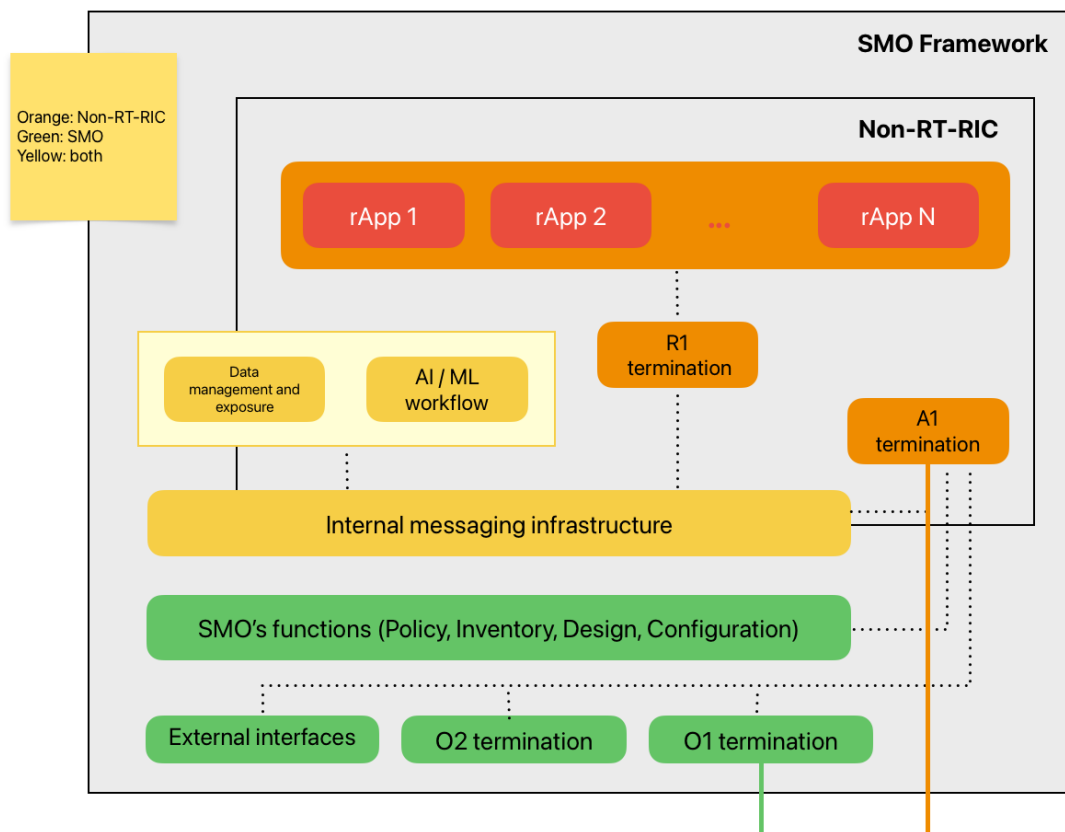 SMO Framework
Orange: Non-RT-RIC
Green: SMO
Yellow: both
Non-RT-RIC
rApp 1
rApp 2
...
rApp N
R1
termination
Data
management and
exposure
AI / ML
workflow
A1
termination
Internal messaging infrastructure
SMO’s functions (Policy, Inventory, Design, Configuration)
External interfaces
O2 termination
O1 termination